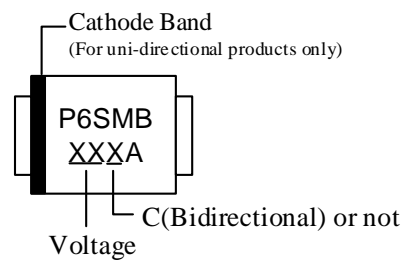 Cathode Band
(For uni-directional products only)
P6SMB
XXXA
C(Bidirectional) or not
Voltage